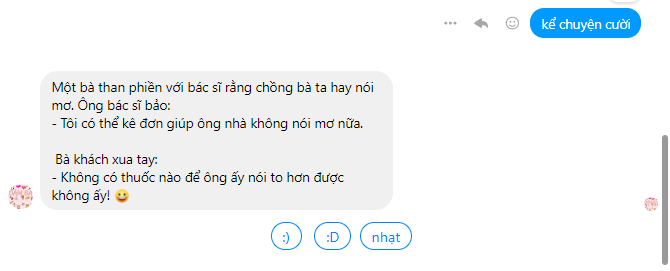 kể chuyện cười
Một bà than phiền với bác sĩ rằng chồng bà ta hay nói
mơ. Ông bác sĩ bảo:
- Tôi có thể kê đơn giúp ông nhà không nói mơ nữa.
Bà khách xua tay:
- Không có thuốc nào để ông ấy nói to hơn được
không ấy! 😀
:)
:D
nhạt